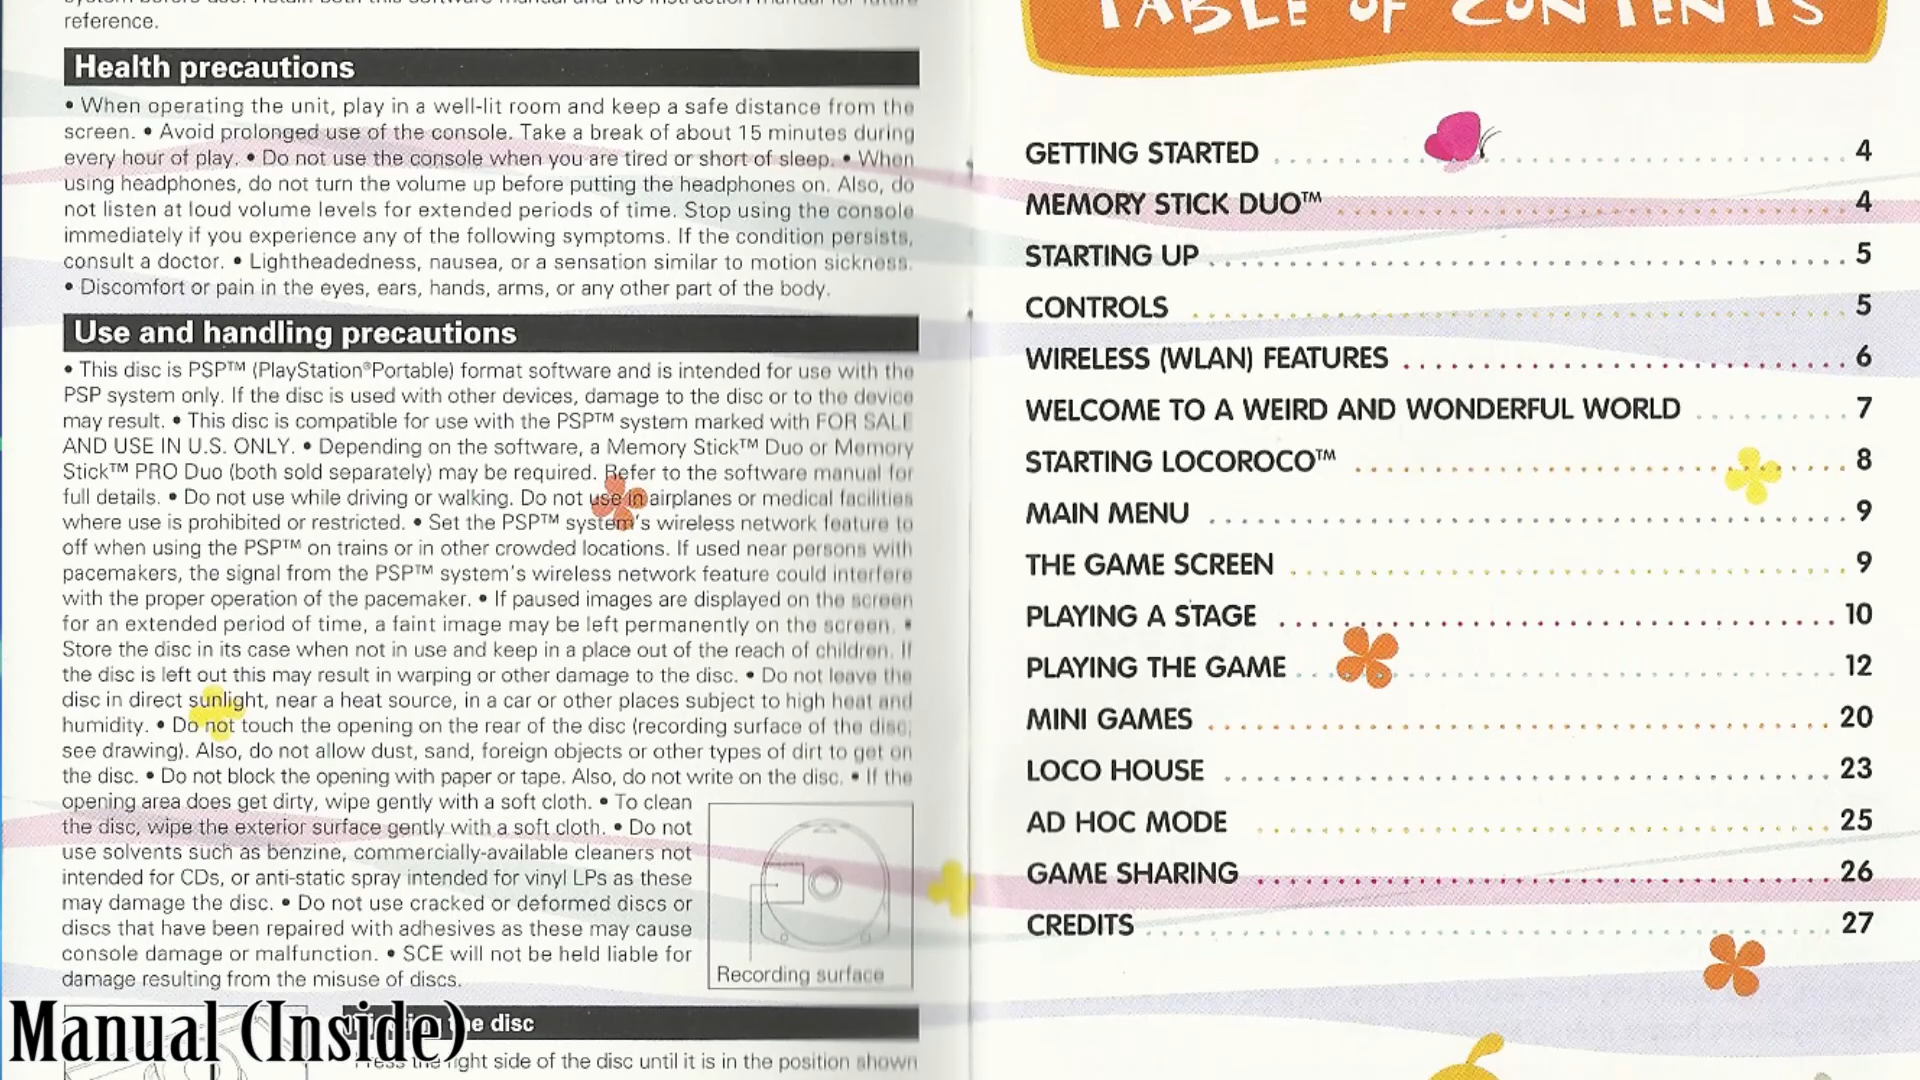 reference.
Health precautions
• When operating the unit, play in a well-lit room and keep a safe distance from the
screen. • Avoid prolonged use of the console. Take a break of about 15 minutes during
every hour of play. • Do not use the console when you are tired or short of sleep. • When
using headphones, do not turn the volume up before putting the headphones on. Also, do
not listen at loud volume levels for extended periods of time. Stop using the console
immediately if you experience any of the following symptoms. If the condition persists,
consult a doctor. • Lightheadedness, nausea, or a sensation similar to motion sickness.
• Discomfort or pain in the eyes, ears, hands, arms, or any other part of the body.
Use and handling precautions
• This disc is PSP™ (PlayStation®Portable) format software and is intended for use with the
PSP system only. If the disc is used with other devices, damage to the disc or to the device
may result. • This disc is compatible for use with the PSP™ system marked with FOR SALE
AND USE IN U.S. ONLY. • Depending on the software, a Memory Stick™ Duo or Memory
Stick™ PRO Duo (both sold separately) may be required. Refer to the software manual for
full details. • Do not use while driving or walking. Do not use in airplanes or medical facilities
where use is prohibited or restricted. • Set the PSP™ system's wireless network feature to
off when using the PSP™ on trains or in other crowded locations. If used near persons with
pacemakers, the signal from the PSP™ system's wireless network feature could interfere
with the proper operation of the pacemaker. • If paused images are displayed on the screen
for an extended period of time, a faint image may be left permanently on the screen. •
Store the disc in its case when not in use and keep in a place out of the reach of children. If
the disc is left out this may result in warping or other damage to the disc. • Do not leave the
disc in direct sunlight, near a heat source, in a car or other places subject to high heat and
humidity. • Do not touch the opening on the rear of the disc (recording surface of the disc;
see drawing). Also, do not allow dust, sand, foreign objects or other types of dirt to get on
the disc. • Do not block the opening with paper or tape. Also, do not write on the disc. • If the
opening area does get dirty, wipe gently with a soft cloth. • To clean
the disc, wipe the exterior surface gently with a soft cloth. • Do not
use solvents such as benzine, commercially-available cleaners not
intended for CDs, or anti-static spray intended for vinyl LPs as these
may damage the disc. • Do not use cracked or deformed discs or
discs that have been repaired with adhesives as these may cause
console damage or malfunction. • SCE will not be held liable for
damage resulting from the misuse of discs.
Recording surface
the disc
right side of the disc until it is in the position shown
Manual (Inside)
TABLE OF CONTENTS
GETTING STARTED 4
MEMORY STICK DUO™ 4
STARTING UP 5
CONTROLS 5
WIRELESS (WLAN) FEATURES 6
WELCOME TO A WEIRD AND WONDERFUL WORLD 7
STARTING LOCOROCO™ 8
MAIN MENU 9
THE GAME SCREEN 9
PLAYING A STAGE 10
PLAYING THE GAME 12
MINI GAMES 20
LOCO HOUSE 23
AD HOC MODE 25
GAME SHARING 26
CREDITS 27